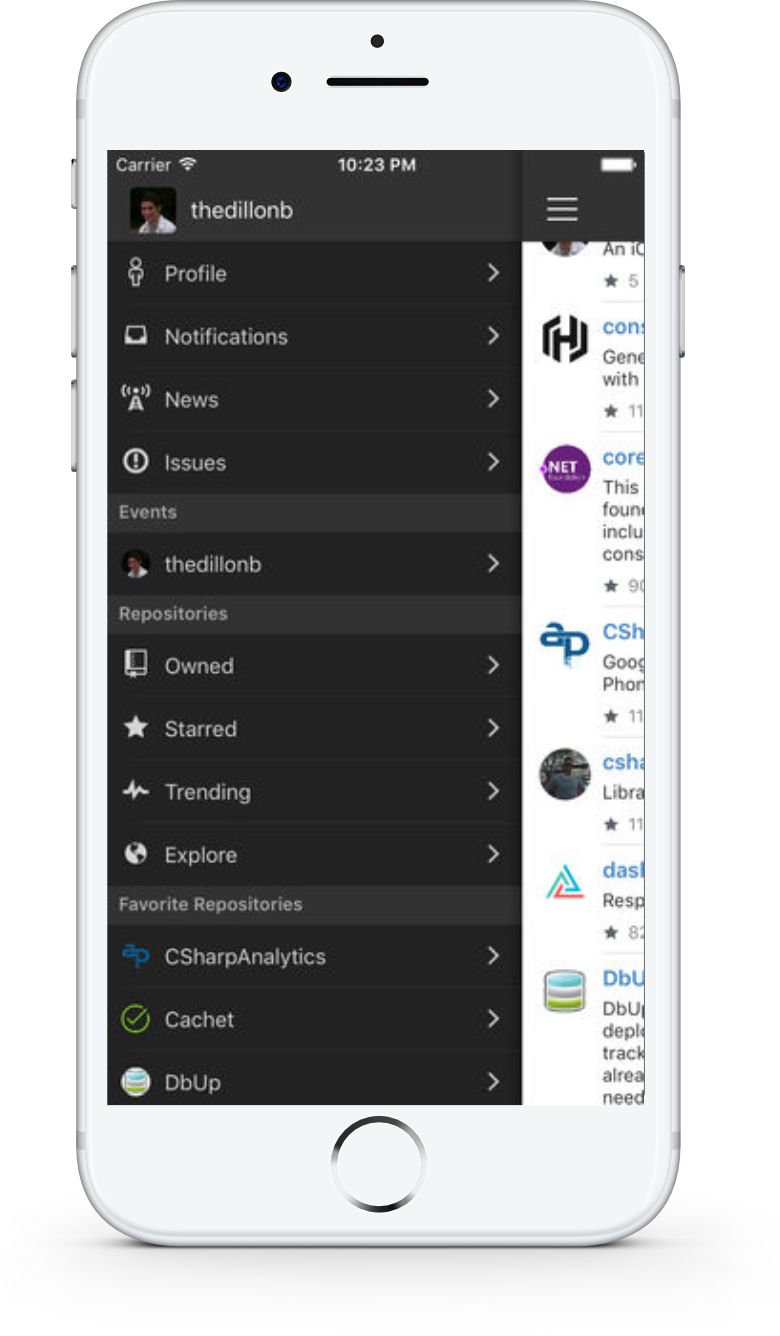 Carrier 10:23 PM
thedillonb
Profile
Notifications
News
Issues
Events
thedillonb
Repositories
Owned
Starred
Trending
Explore
Favorite Repositories
CSharpAnalytics
Cachet
DbUp
An iO
5
cons
Gene
with
11
.NET
core
This
foun
inclu
cons
90
ap
CSh
Goog
Phon
11
csha
Libra
11
dasl
Resp
82
DbU
DbUp
deplo
track
alrea
need